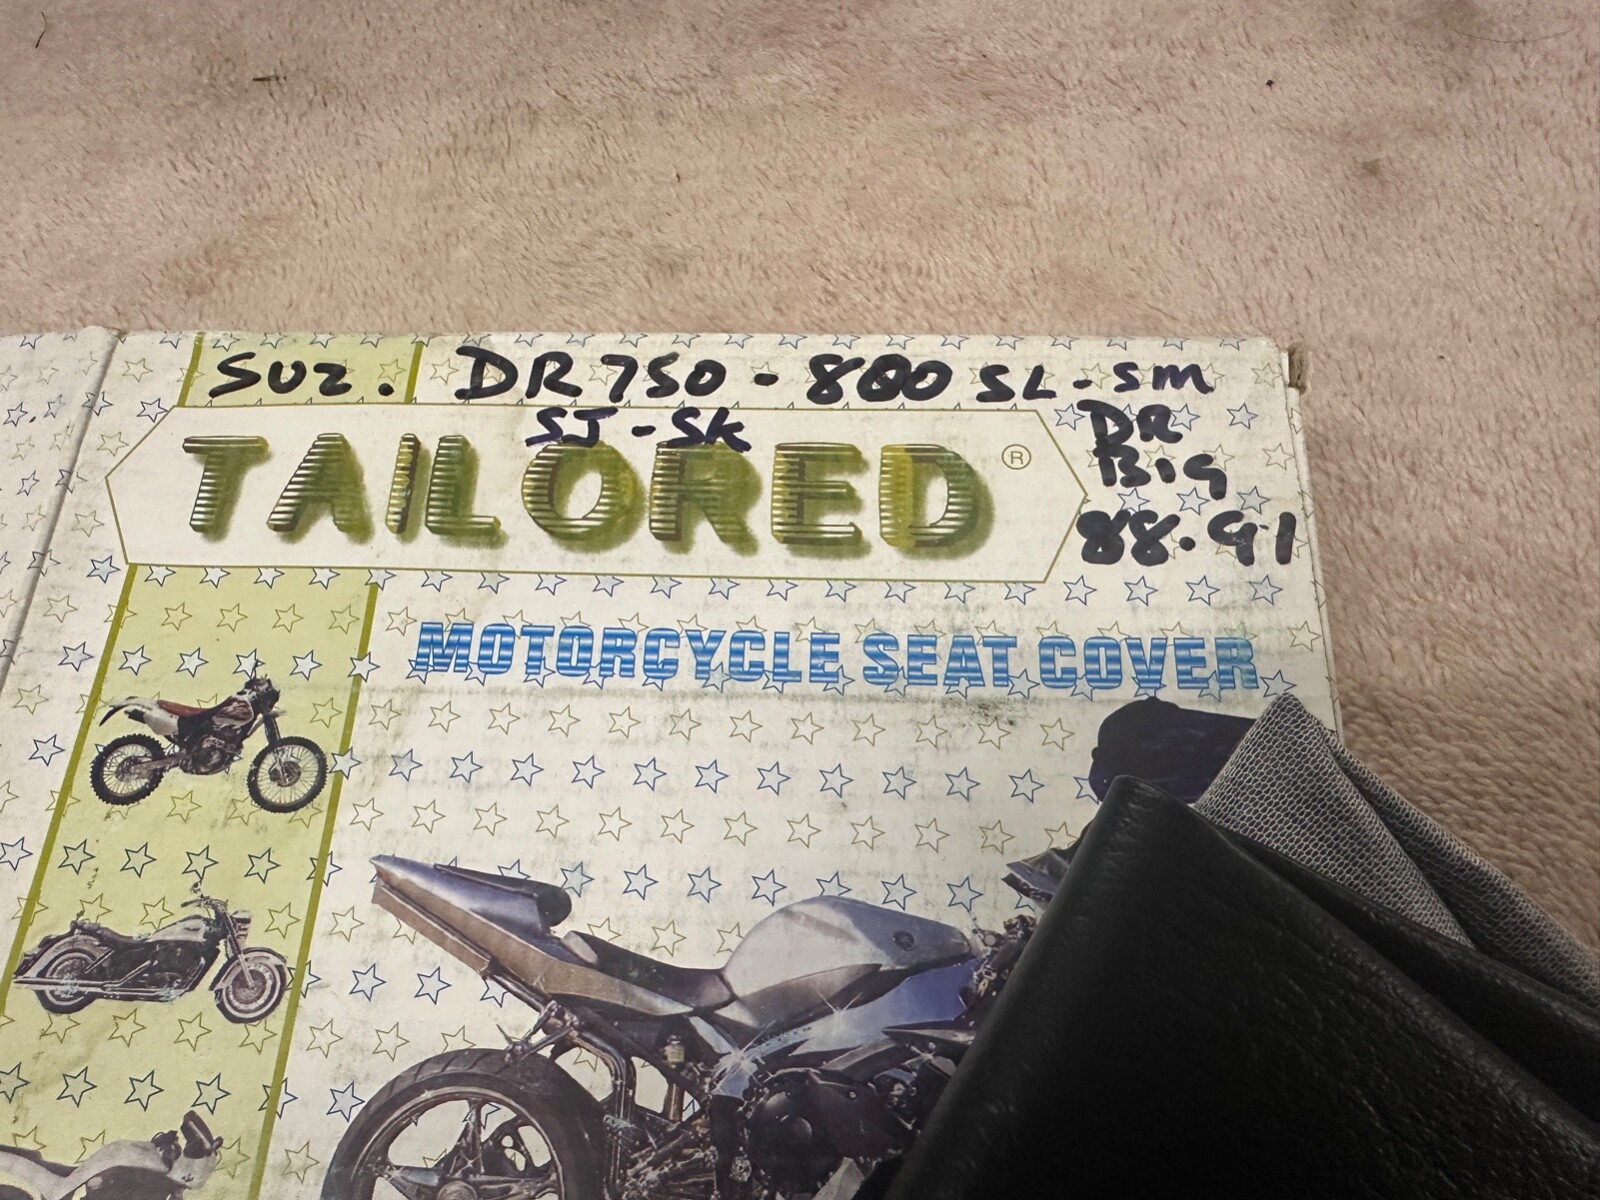 SUZ. DR750-800 SL-SM
SJ-SK
DR
BIG
88.91
TAILORED ®
MOTORCYCLE SEAT COVER